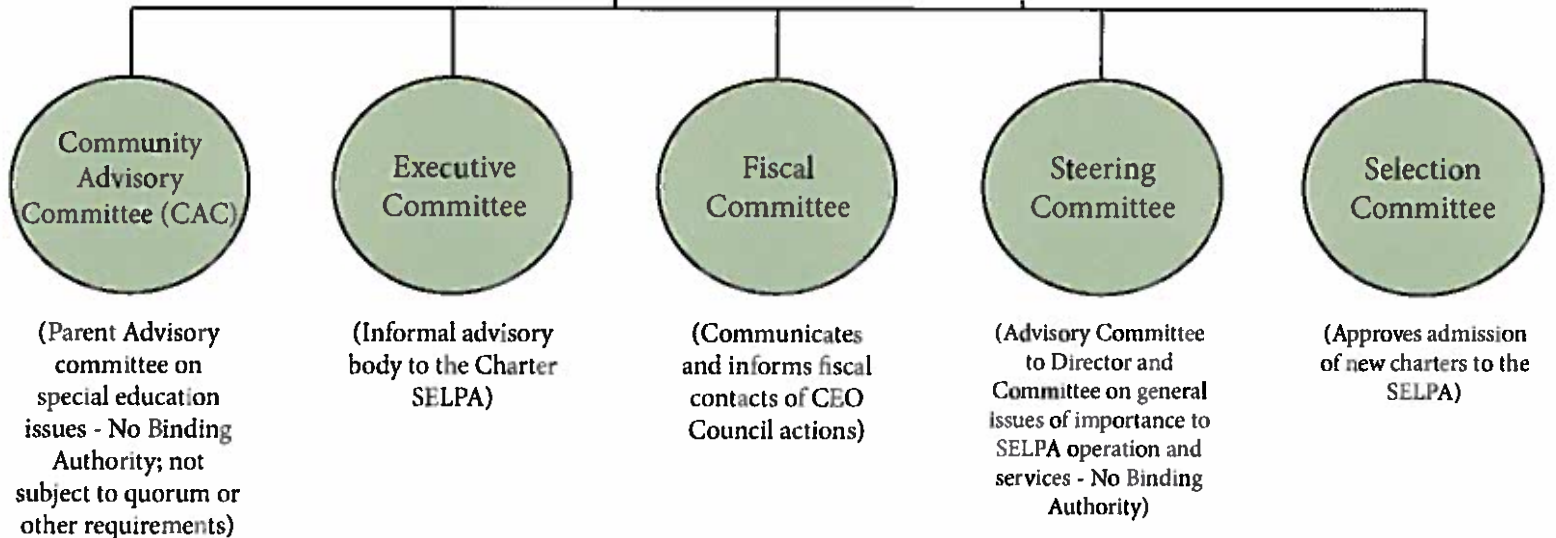 Community
Advisory
Committee (CAC)
Executive
Committee
Fiscal
Committee
Steering
Committee
Selection
Committee
(Parent Advisory
committee on
special education
issues - No Binding
Authority; not
subject to quorum or
other requirements)
(Informal advisory
body to the Charter
SELPA)
(Communicates
and informs fiscal
contacts of CEO
Council actions)
(Advisory Committee
to Director and
Committee on general
issues of importance to
SELPA operation and
services - No Binding
Authority)
(Approves admission
of new charters to the
SELPA)